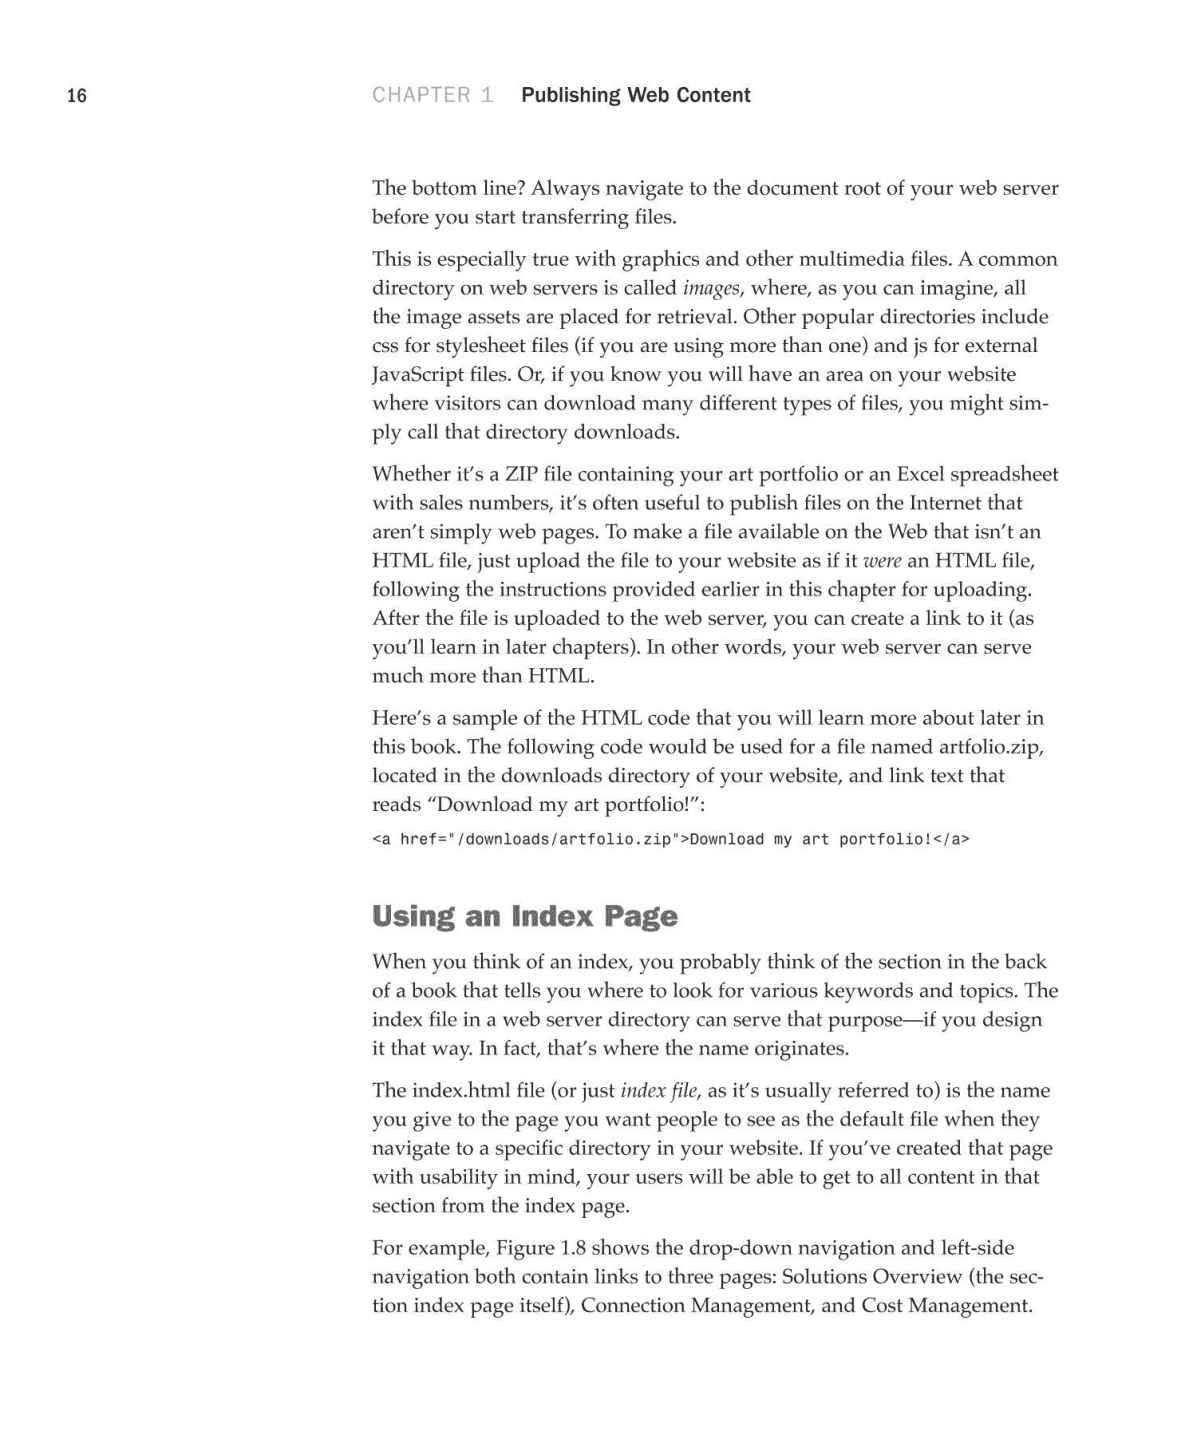 16
CHAPTER 1 Publishing Web Content
The bottom line? Always navigate to the document root of your web server
before you start transferring files.
This is especially true with graphics and other multimedia files. A common
directory on web servers is called images, where, as you can imagine, all
the image assets are placed for retrieval. Other popular directories include
css for stylesheet files (if you are using more than one) and js for external
JavaScript files. Or, if you know you will have an area on your website
where visitors can download many different types of files, you might sim-
ply call that directory downloads.
Whether it's a ZIP file containing your art portfolio or an Excel spreadsheet
with sales numbers, it's often useful to publish files on the Internet that
aren't simply web pages. To make a file available on the Web that isn't an
HTML file, just upload the file to your website as if it were an HTML file,
following the instructions provided earlier in this chapter for uploading.
After the file is uploaded to the web server, you can create a link to it (as
you'll learn in later chapters). In other words, your web server can serve
much more than HTML.
Here's a sample of the HTML code that you will learn more about later in
this book. The following code would be used for a file named artfolio.zip,
located in the downloads directory of your website, and link text that
reads “Download my art portfolio!”:
<a href="/downloads/artfolio.zip">Download my art portfolio!</a>
Using an Index Page
When you think of an index, you probably think of the section in the back
of a book that tells you where to look for various keywords and topics. The
index file in a web server directory can serve that purpose—if you design
it that way. In fact, that's where the name originates.
The index.html file (or just index file, as it's usually referred to) is the name
you give to the page you want people to see as the default file when they
navigate to a specific directory in your website. If you've created that page
with usability in mind, your users will be able to get to all content in that
section from the index page.
For example, Figure 1.8 shows the drop-down navigation and left-side
navigation both contain links to three pages: Solutions Overview (the sec-
tion index page itself), Connection Management, and Cost Management.